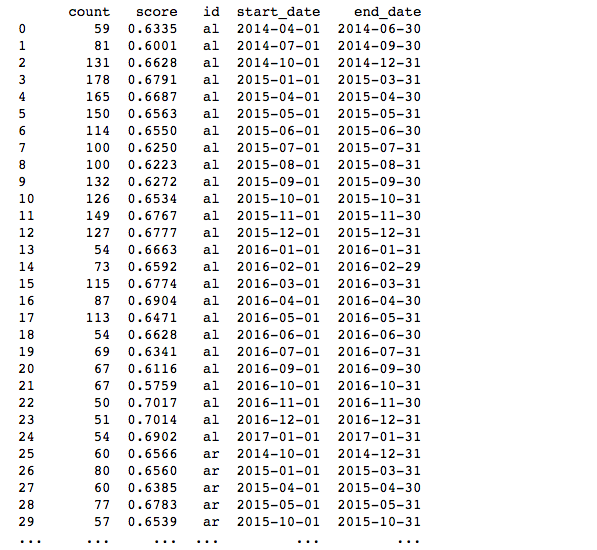 count score id start_date end_date
0 59 0.6335 al 2014-04-01 2014-06-30
1 81 0.6001 al 2014-07-01 2014-09-30
2 131 0.6628 al 2014-10-01 2014-12-31
3 178 0.6791 al 2015-01-01 2015-03-31
4 165 0.6687 al 2015-04-01 2015-04-30
5 150 0.6563 al 2015-05-01 2015-05-31
6 114 0.6550 al 2015-06-01 2015-06-30
7 100 0.6250 al 2015-07-01 2015-07-31
8 100 0.6223 al 2015-08-01 2015-08-31
9 132 0.6272 al 2015-09-01 2015-09-30
10 126 0.6534 al 2015-10-01 2015-10-31
11 149 0.6767 al 2015-11-01 2015-11-30
12 127 0.6777 al 2015-12-01 2015-12-31
13 54 0.6663 al 2016-01-01 2016-01-31
14 73 0.6592 al 2016-02-01 2016-02-29
15 115 0.6774 al 2016-03-01 2016-03-31
16 87 0.6904 al 2016-04-01 2016-04-30
17 113 0.6471 al 2016-05-01 2016-05-31
18 54 0.6628 al 2016-06-01 2016-06-30
19 69 0.6341 al 2016-07-01 2016-07-31
20 67 0.6116 al 2016-09-01 2016-09-30
21 67 0.5759 al 2016-10-01 2016-10-31
22 50 0.7017 al 2016-11-01 2016-11-30
23 51 0.7014 al 2016-12-01 2016-12-31
24 54 0.6902 al 2017-01-01 2017-01-31
25 60 0.6566 ar 2014-10-01 2014-12-31
26 80 0.6560 ar 2015-01-01 2015-03-31
27 60 0.6385 ar 2015-04-01 2015-04-30
28 77 0.6783 ar 2015-05-01 2015-05-31
29 57 0.6539 ar 2015-10-01 2015-10-31
... ... ... ... ... ...